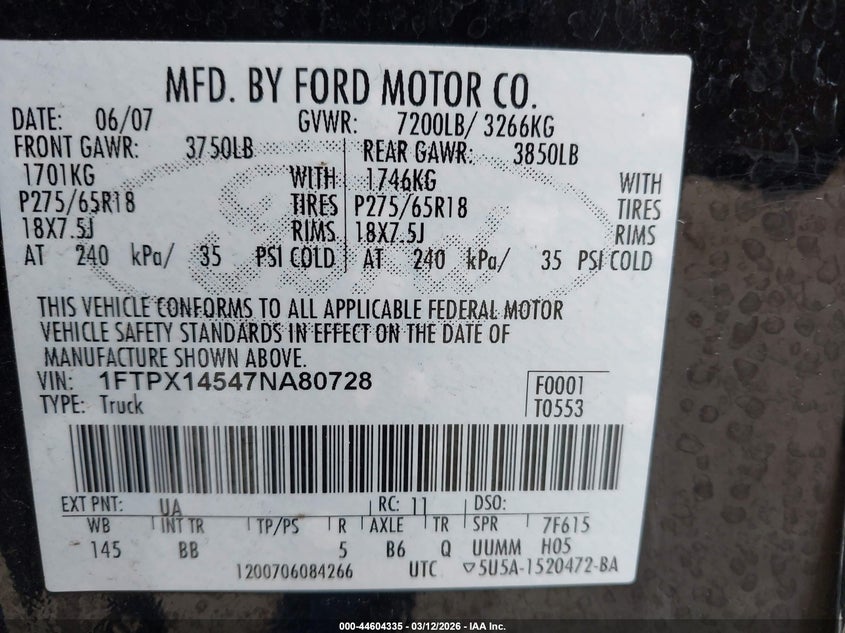 MFD. BY FORD MOTOR CO.
DATE: 06/07 GVWR: 7200LB/ 3266KG
FRONT GAWR: 3750LB REAR GAWR: 3850LB
1701KG WITH 1746KG WITH
P275/65R18 TIRES P275/65R18 TIRES
18X7.5J RIMS 18X7.5J RIMS
AT 240 kPa/ 35 PSI COLD AT 240 kPa/ 35 PSI COLD
THIS VEHICLE CONFORMS TO ALL APPLICABLE FEDERAL MOTOR
VEHICLE SAFETY STANDARDS IN EFFECT ON THE DATE OF
MANUFACTURE SHOWN ABOVE.
VIN: 1FTPX14547NA80728 F0001
TYPE: Truck T0553
EXT PNT: UA RC: 11 DSO:
WB INT TR TP/PS R AXLE TR SPR 7F615
145 BB 5 B6 Q UUMM H05
1200706084266 UTC ▽5U5A-1520472-BA
000-44604335 - 03/12/2026 - IAA Inc.